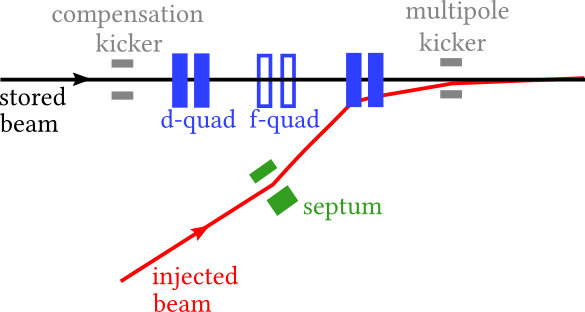 compensation
kicker
multipole
kicker
stored
beam
d-quad
f-quad
septum
injected
beam